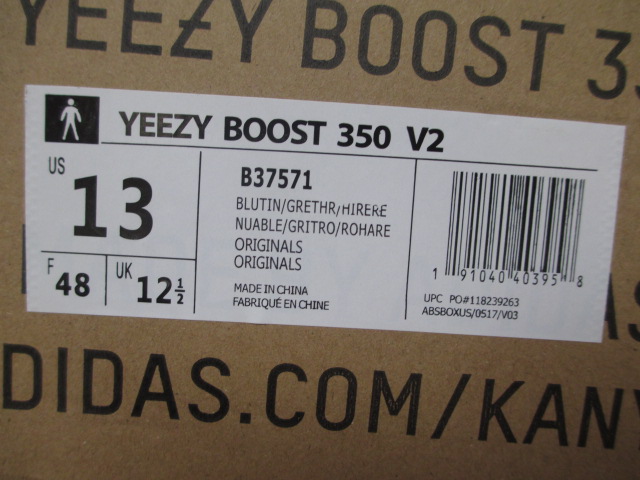 YEEZY BOOST 35
YEEZY BOOST 350 V2
US
13
F 48
UK 12½
B37571
BLUTIN/GRETHR/HIRERE
NUABLE/GRITRO/ROHARE
ORIGINALS
ORIGINALS
MADE IN CHINA
FABRIQUÉ EN CHINE
1 91040 40395 8
UPC PO#118239263
ABSBOXUS/0517/V03
DIDAS.COM/KANY